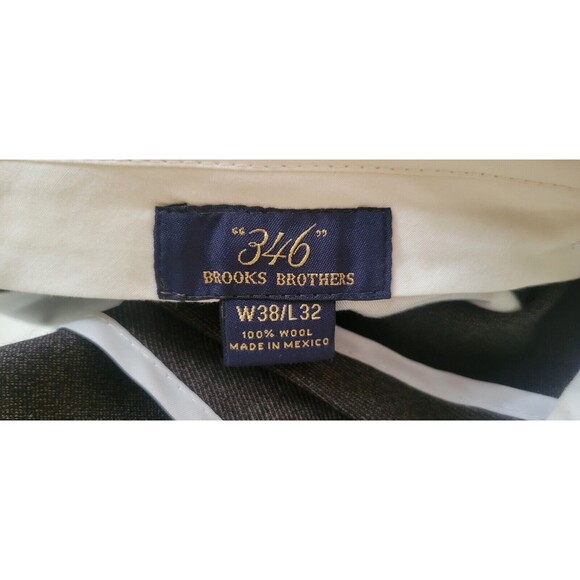 "346"
BROOKS BROTHERS
W38/L32
100% WOOL
MADE IN MEXICO